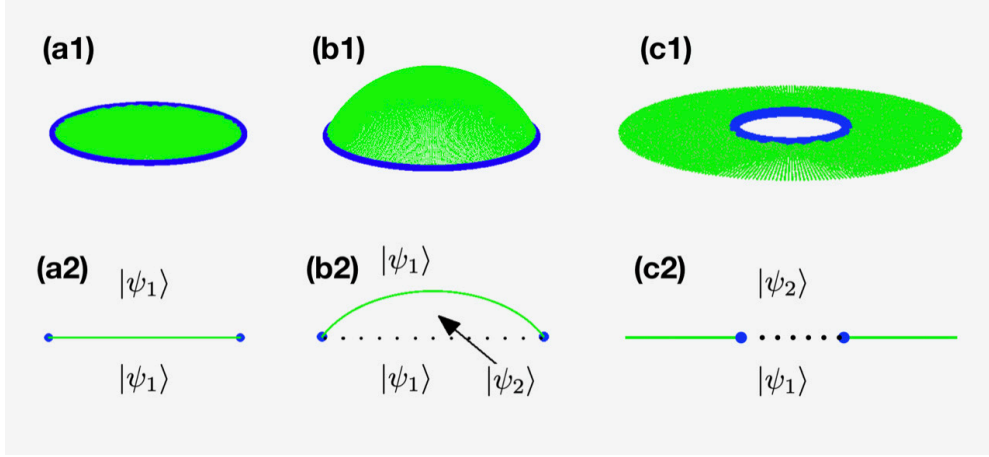 (a1) (b1) (c1)
(a2) |ψ₁⟩ (b2) |ψ₁⟩ (c2) |ψ₂⟩
|ψ₁⟩ |ψ₁⟩ |ψ₂⟩ |ψ₁⟩